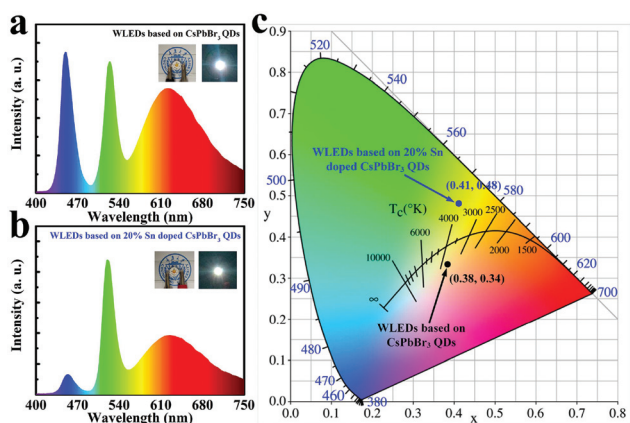 a
WLEDs based on CsPbBr3 QDs
Intensity (a. u.)
400 470 540 610 680 750
Wavelength (nm)
b
WLEDs based on 20% Sn doped CsPbBr3 QDs
Intensity (a. u.)
400 470 540 610 680 750
Wavelength (nm)
c
0.9
0.8
0.7
0.6
0.5
y
0.4
0.3
0.2
0.1
0.0
0.0 0.1 0.2 0.3 0.4 0.5 0.6 0.7 0.8
x
520
540
560
580
600
620
700
500
490
480
470
460
380
WLEDs based on 20% Sn
doped CsPbBr3 QDs
(0.41, 0.48)
Tc(°K)
∞
10000
6000
4000
3000
2500
2000
1500
(0.38, 0.34)
WLEDs based on
CsPbBr3 QDs